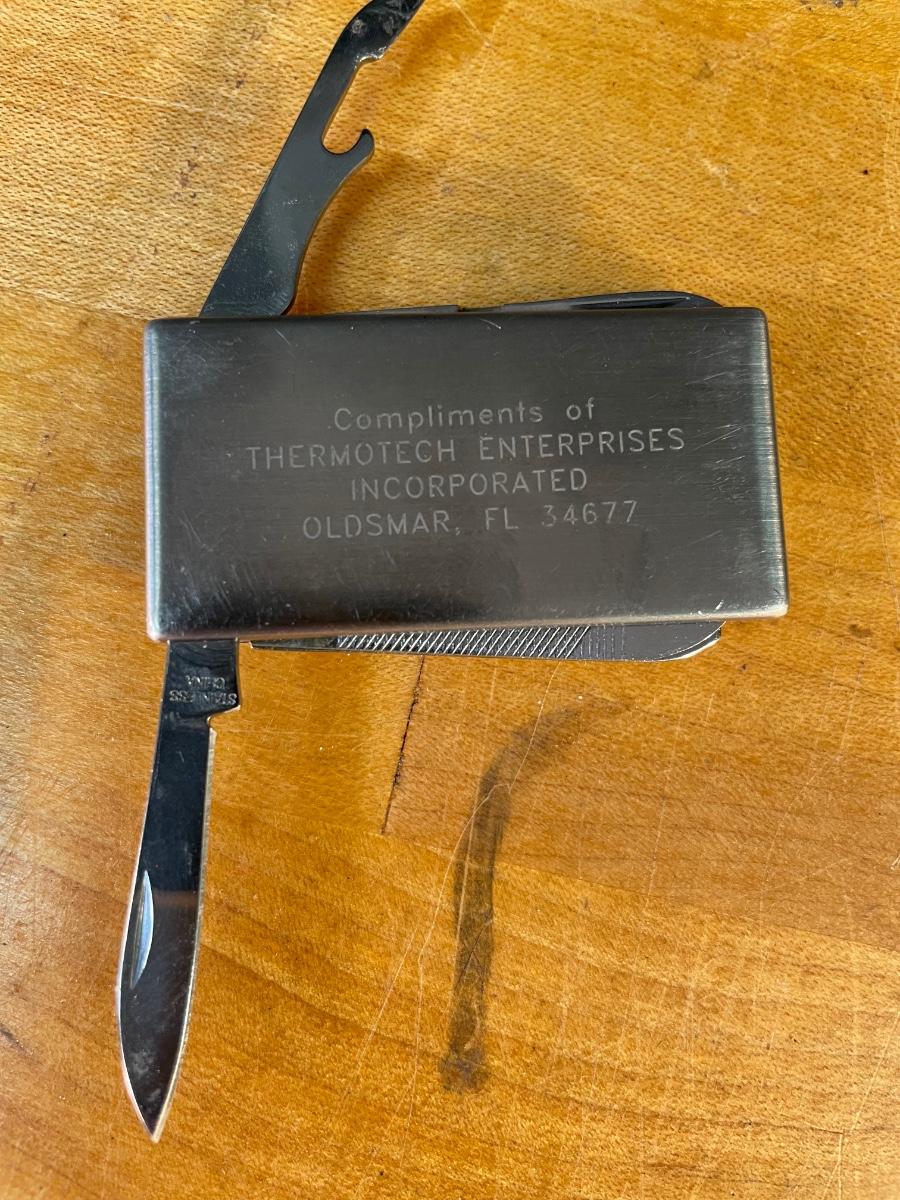 Compliments of
THERMOTECH ENTERPRISES
INCORPORATED
OLDSMAR, FL 34677
STAINLESS
CHINA